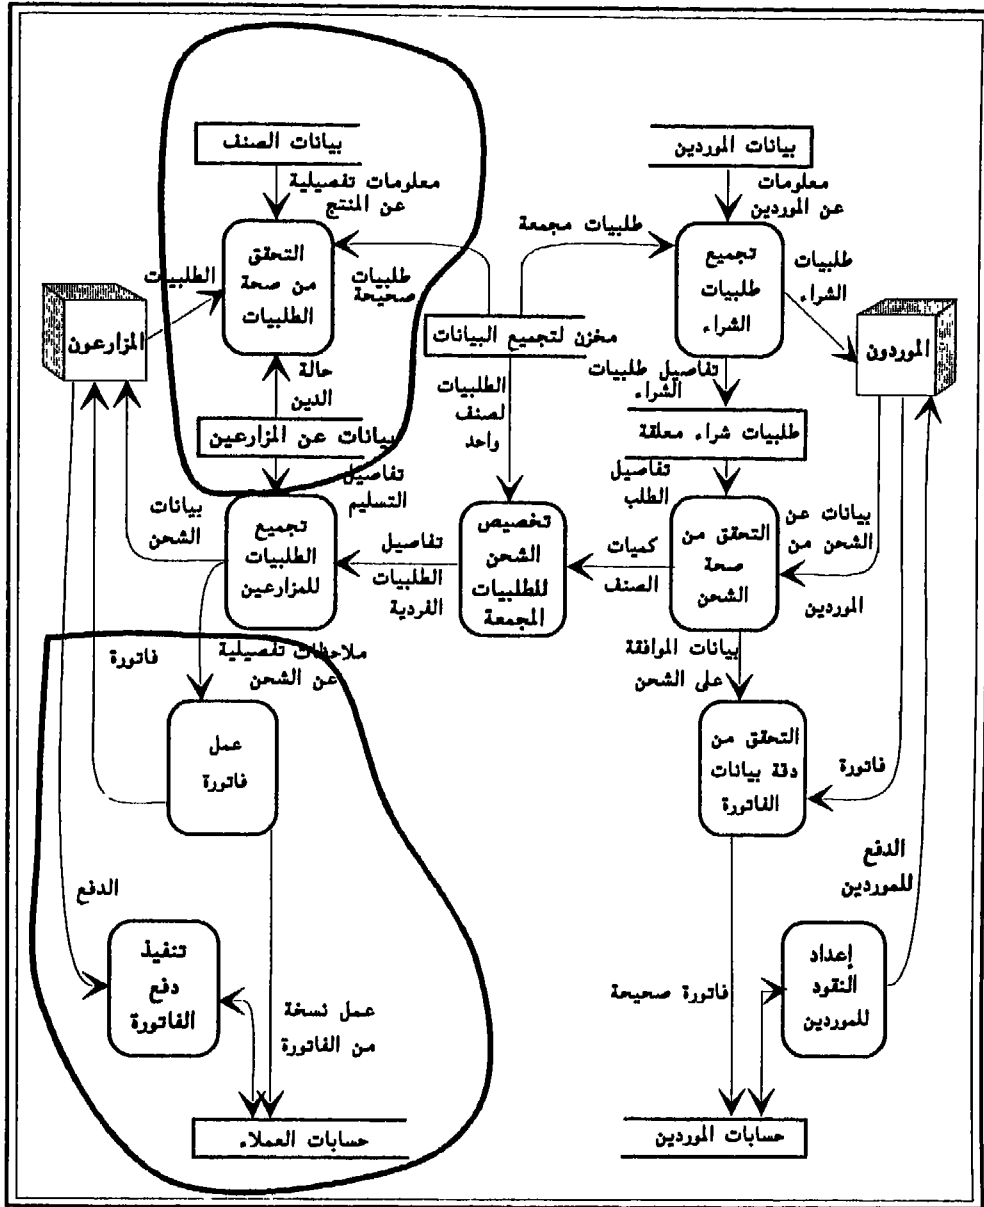 بيانات الموردين
بيانات الصنف
معلومات
عن الموردين
معلومات تفصيلية
عن المنتج
طلبيات مجمعة
تجميع
طلبيات
الشراء
طلبيات
الشراء
التحقق
من صحة
الطلبيات
طلبيات
صحيحة
الطلبيات
الموردون
مخزن لتجميع البيانات
المزارعون
تفاصيل طلبيات
الشراء
حالة
الدين
الطلبيات
لصنف
واحد
طلبيات شراء معلقة
بيانات عن المزارعين
تفاصيل
الطلب
تفاصيل
التسليم
بيانات عن
الشحن من
الموردين
التحقق من
صحة
الشحن
كميات
الصنف
تخصيص
الشحن
للطلبيات
المجمعة
تفاصيل
الطلبيات
الفردية
تجميع
الطلبيات
للمزارعين
بيانات
الشحن
بيانات الموافقة
على الشحن
ملاحظات تفصيلية
عن الشحن
فاتورة
التحقق من
دقة بيانات
الفاتورة
فاتورة
عمل
فاتورة
الدفع
للموردين
الدفع
إعداد
النقود
للموردين
فاتورة صحيحة
عمل نسخة
من الفاتورة
تنفيذ
دفع
الفاتورة
حسابات الموردين
حسابات العملاء